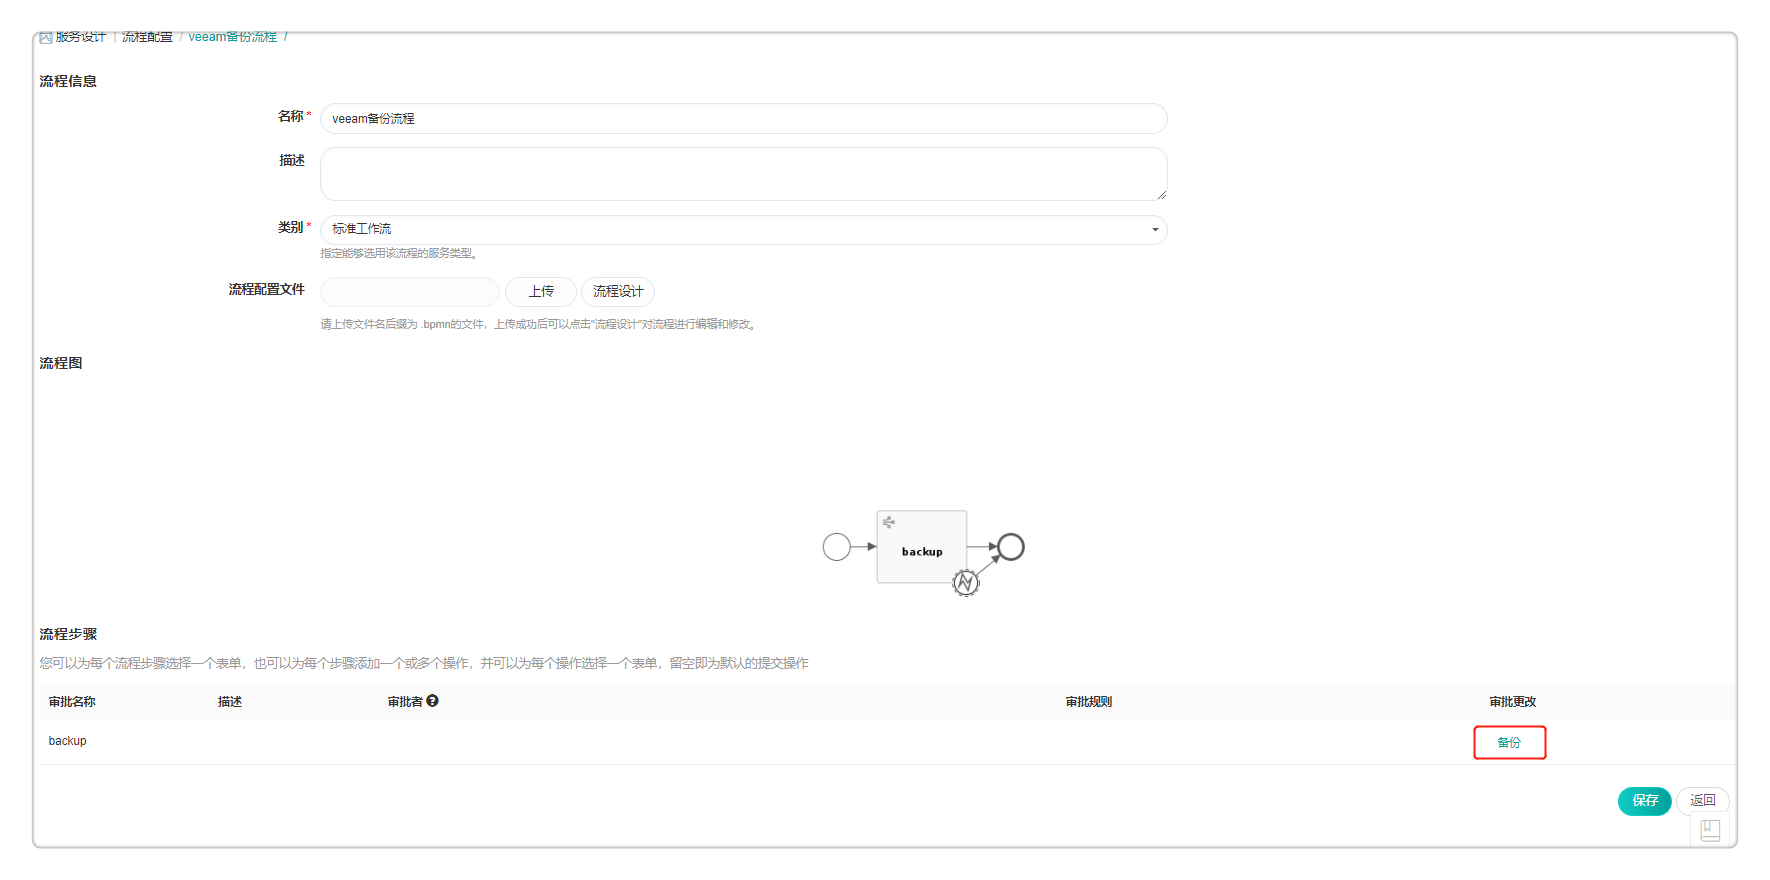 服务设计 | 流程配置 / veeam备份流程 /
流程信息
名称 * veeam备份流程
描述
类别 * 标准工作流
指定能够选用该流程的服务类型。
流程配置文件 上传 流程设计
请上传文件名后缀为 .bpmn的文件，上传成功后可以点击"流程设计"对流程进行编辑和修改。
流程图
backup
流程步骤
您可以为每个流程步骤选择一个表单，也可以为每个步骤添加一个或多个操作，并可以为每个操作选择一个表单，留空即为默认的提交操作
审批名称 描述 审批者 审批规则 审批更改
backup 备份
保存 返回